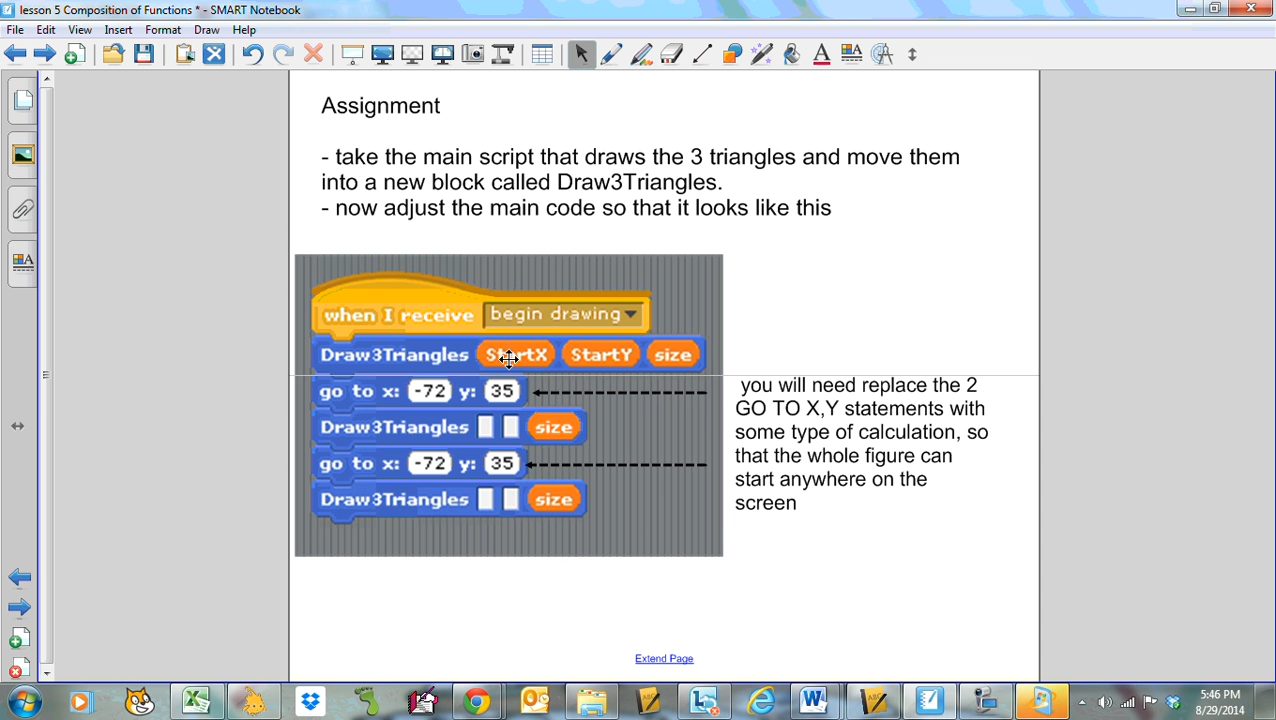 lesson 5 Composition of Functions * - SMART Notebook
File Edit View Insert Format Draw Help
Assignment
- take the main script that draws the 3 triangles and move them
into a new block called Draw3Triangles.
- now adjust the main code so that it looks like this
when I receive begin drawing
Draw3Triangles StartX StartY size
go to x: -72 y: 35
Draw3Triangles size
go to x: -72 y: 35
Draw3Triangles size
you will need replace the 2
GO TO X,Y statements with
some type of calculation, so
that the whole figure can
start anywhere on the
screen
Extend Page
5:46 PM
8/29/2014